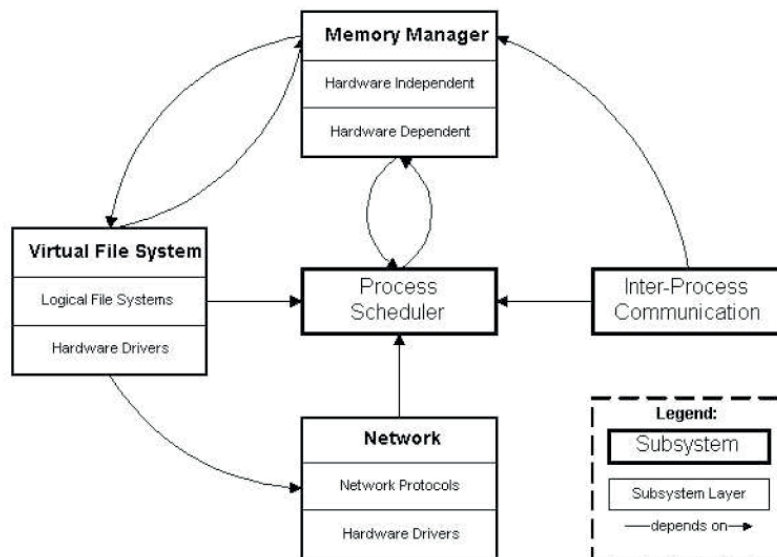 Memory Manager
Hardware Independent
Hardware Dependent
Virtual File System
Logical File Systems
Hardware Drivers
Process
Scheduler
Inter-Process
Communication
Network
Network Protocols
Hardware Drivers
Legend:
Subsystem
Subsystem Layer
depends on